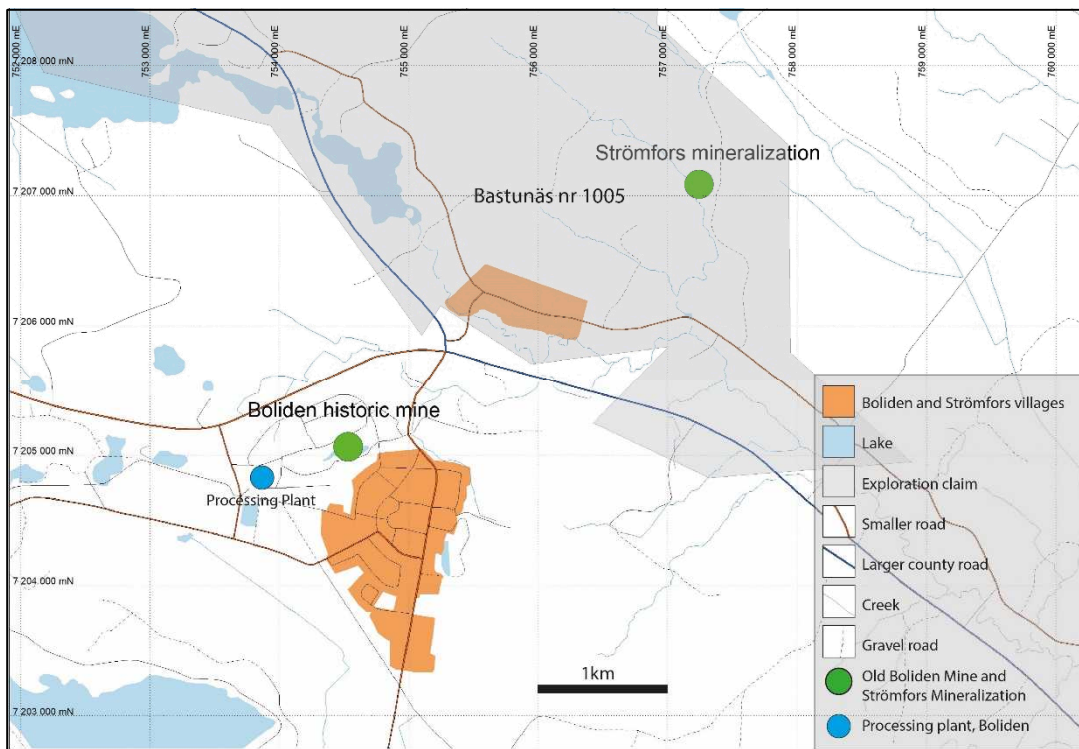 752 000 mE
753 000 mE
754 000 mE
755 000 mE
756 000 mE
757 000 mE
758 000 mE
759 000 mE
760 000 mE
7 208 000 mN
Strömfors mineralization
7 207 000 mN
Bastunäs nr 1005
7 206 000 mN
Boliden historic mine
7 205 000 mN
Processing Plant
7 204 000 mN
1km
7 203 000 mN
Boliden and Strömfors villages
Lake
Exploration claim
Smaller road
Larger county road
Creek
Gravel road
Old Boliden Mine and
Strömfors Mineralization
Processing plant, Boliden